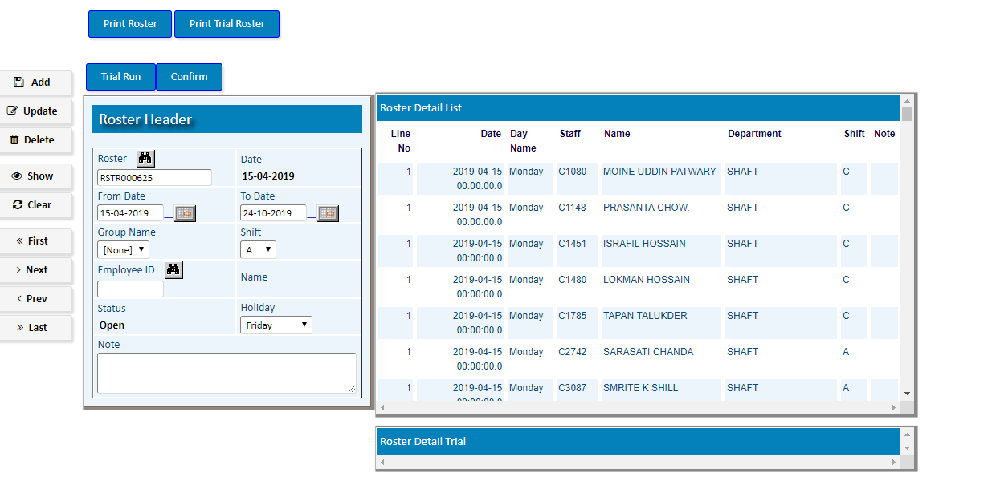 Print Roster Print Trial Roster
Trial Run Confirm
Add
Update
Delete
Show
Clear
« First
> Next
< Prev
» Last
Roster Header
Roster Date
RSTR000625 15-04-2019
From Date To Date
15-04-2019 24-10-2019
Group Name Shift
[None] A
Employee ID Name
Status Holiday
Open Friday
Note
Roster Detail List
Line No Date Day Name Staff Name Department Shift Note
1 2019-04-15 00:00:00.0 Monday C1080 MOINE UDDIN PATWARY SHAFT C
1 2019-04-15 00:00:00.0 Monday C1148 PRASANTA CHOW. SHAFT C
1 2019-04-15 00:00:00.0 Monday C1451 ISRAFIL HOSSAIN SHAFT C
1 2019-04-15 00:00:00.0 Monday C1480 LOKMAN HOSSAIN SHAFT C
1 2019-04-15 00:00:00.0 Monday C1785 TAPAN TALUKDER SHAFT C
1 2019-04-15 00:00:00.0 Monday C2742 SARASATI CHANDA SHAFT A
1 2019-04-15 00:00:00.0 Monday C3087 SMRITE K SHILL SHAFT A
Roster Detail Trial